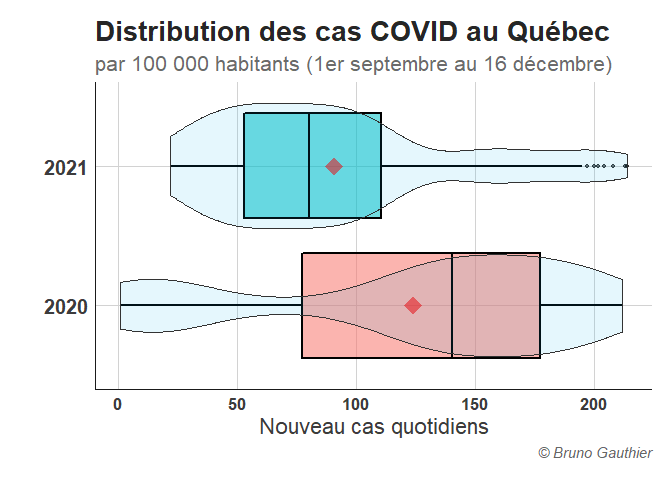 Distribution des cas COVID au Québec
par 100 000 habitants (1er septembre au 16 décembre)
2021
2020
0 50 100 150 200
Nouveau cas quotidiens
© Bruno Gauthier